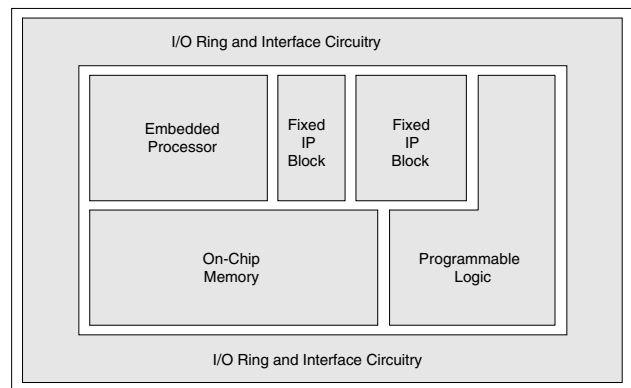 I/O Ring and Interface Circuitry
Embedded
Processor
Fixed
IP
Block
Fixed
IP
Block
On-Chip
Memory
Programmable
Logic
I/O Ring and Interface Circuitry